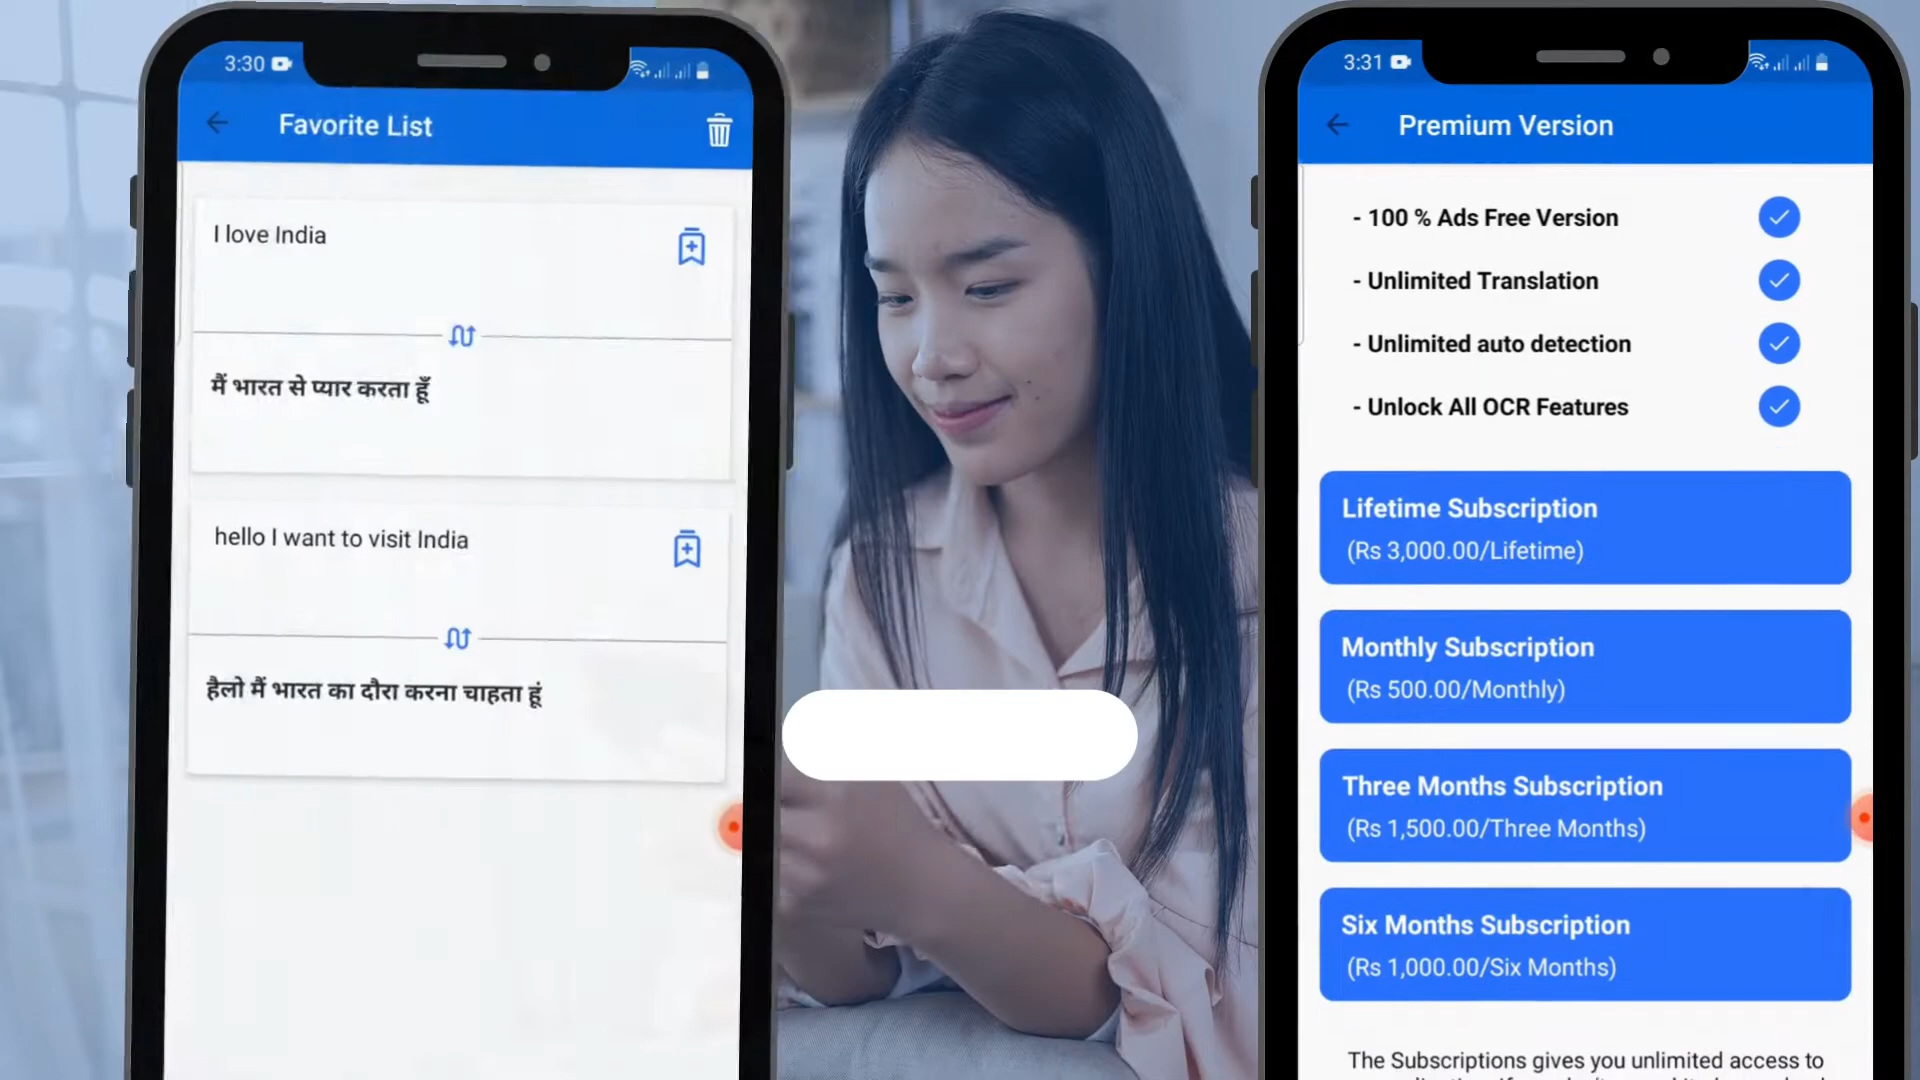 3:30
Favorite List
I love India
मैं भारत से प्यार करता हूँ
hello I want to visit India
हैलो मैं भारत का दौरा करना चाहता हूं
3:31
Premium Version
- 100 % Ads Free Version
- Unlimited Translation
- Unlimited auto detection
- Unlock All OCR Features
Lifetime Subscription
(Rs 3,000.00/Lifetime)
Monthly Subscription
(Rs 500.00/Monthly)
Three Months Subscription
(Rs 1,500.00/Three Months)
Six Months Subscription
(Rs 1,000.00/Six Months)
The Subscriptions gives you unlimited access to